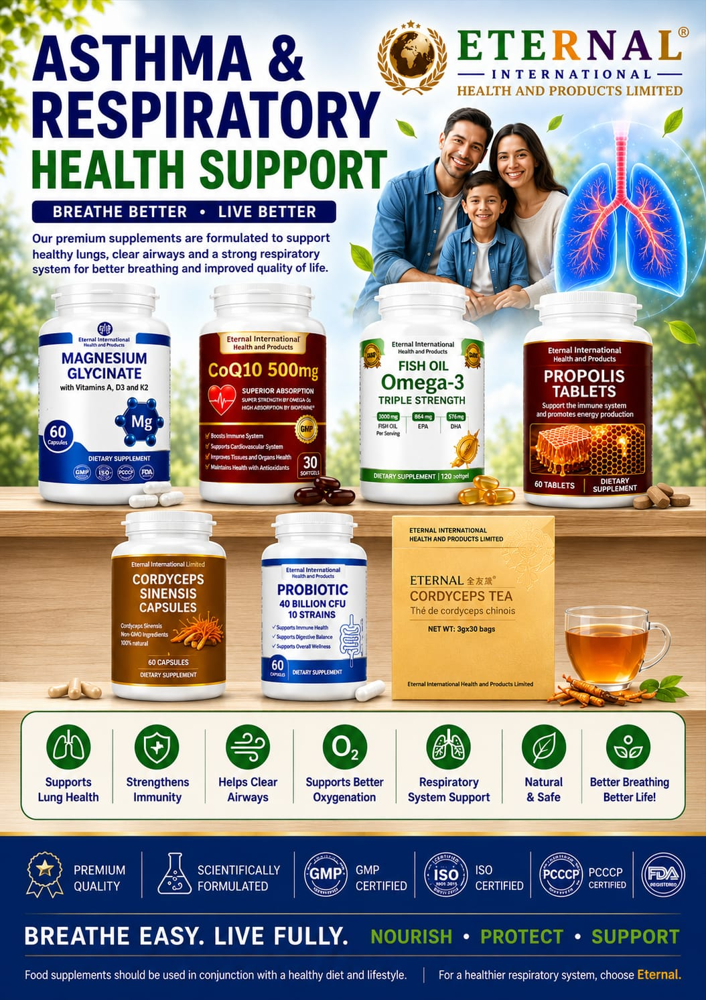 ASTHMA &
RESPIRATORY
HEALTH SUPPORT
BREATHE BETTER • LIVE BETTER
Our premium supplements are formulated to support
healthy lungs, clear airways and a strong respiratory
system for better breathing and improved quality of life.
ETERNAL®
INTERNATIONAL
HEALTH AND PRODUCTS LIMITED
Eternal International
Health and Products
MAGNESIUM
GLYCINATE
with Vitamins A, D3 and K2
Mg
60
Capsules
DIETARY SUPPLEMENT
GMP
ISO
PCCCP
FDA
Eternal International
Health and Products
CoQ10 500mg
SUPERIOR ABSORPTION
SUPER STRENGTH BY OMEGA-3s
HIGH ABSORPTION BY BIOPERINE®
GMP
Boosts Immune System
Supports Cardiovascular System
Improves Tissues and Organs Health
Maintains Health with Antioxidants
30
SOFTGELS
Eternal International
Health and Products
FISH OIL
Omega-3
TRIPLE STRENGTH
3000 mg
864 mg
576 mg
FISH OIL
Per Serving
EPA
DHA
DIETARY SUPPLEMENT | 120 softgel
Eternal International
Health and Products
PROPOLIS
TABLETS
Support the immune system
and promotes energy production
60 TABLETS
DIETARY
SUPPLEMENT
Eternal International Limited
CORDYCEPS
SINENSIS
CAPSULES
Cordyceps Sinensis
Non-GMO Ingredients
100% natural
60 CAPSULES
DIETARY SUPPLEMENT
Eternal International
Health and Products
PROBIOTIC
40 BILLION CFU
10 STRAINS
Supports Immune Health
Supports Digestive Balance
Supports Overall Wellness
60
CAPSULES
DIETARY SUPPLEMENT
ETERNAL INTERNATIONAL
HEALTH AND PRODUCTS LIMITED
ETERNAL 全友
CORDYCEPS TEA
Thé de cordyceps chinois
NET WT: 3gx30 bags
Eternal International Health and Products Limited
Supports
Lung Health
Strengthens
Immunity
Helps Clear
Airways
O2
Supports Better
Oxygenation
Respiratory
System Support
Natural
& Safe
Better Breathing
Better Life!
PREMIUM
QUALITY
SCIENTIFICALLY
FORMULATED
GMP
GMP
CERTIFIED
CERTIFIED
ISO
ISO
CERTIFIED
PCCCP
PCCCP
CERTIFIED
FDA
REGISTERED
BREATHE EASY. LIVE FULLY.
NOURISH • PROTECT • SUPPORT
Food supplements should be used in conjunction with a healthy diet and lifestyle.
For a healthier respiratory system, choose Eternal.